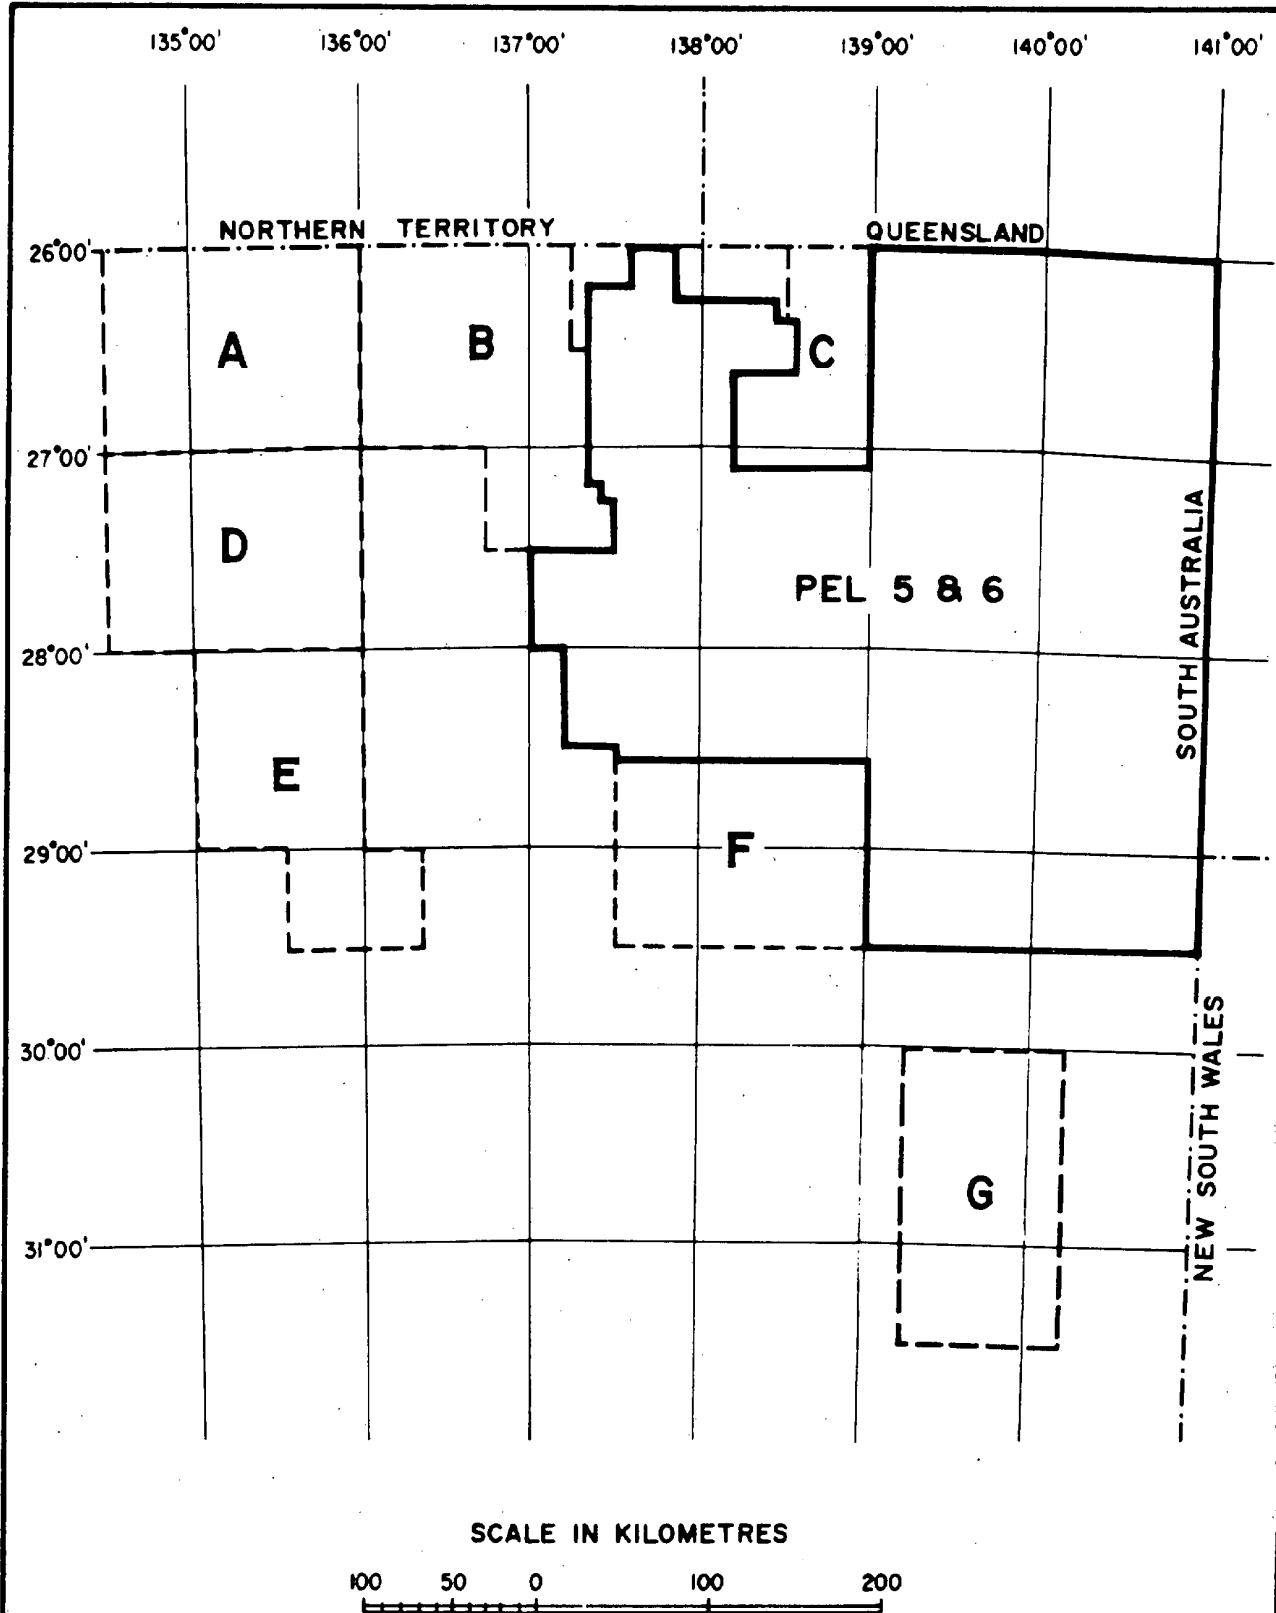 135°00' 136°00' 137°00' 138°00' 139°00' 140°00' 141°00'
NORTHERN TERRITORY
QUEENSLAND
26°00'
A
B
C
27°00'
D
PEL 5 & 6
SOUTH AUSTRALIA
28°00'
E
F
29°00'
30°00'
NEW SOUTH WALES
G
31°00'
SCALE IN KILOMETRES
100 50 0 100 200